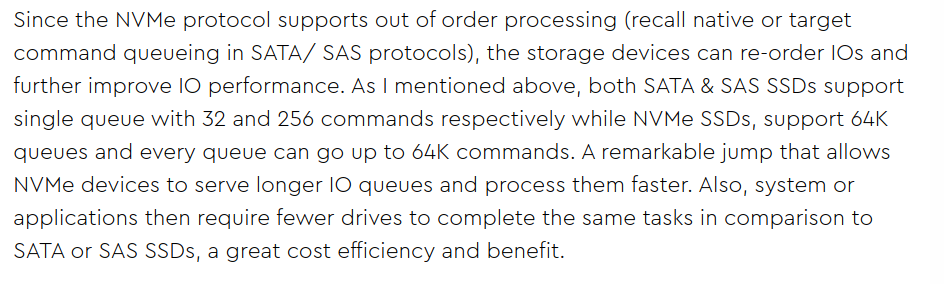 Since the NVMe protocol supports out of order processing (recall native or target
command queueing in SATA/ SAS protocols), the storage devices can re-order IOs and
further improve IO performance. As I mentioned above, both SATA & SAS SSDs support
single queue with 32 and 256 commands respectively while NVMe SSDs, support 64K
queues and every queue can go up to 64K commands. A remarkable jump that allows
NVMe devices to serve longer IO queues and process them faster. Also, system or
applications then require fewer drives to complete the same tasks in comparison to
SATA or SAS SSDs, a great cost efficiency and benefit.